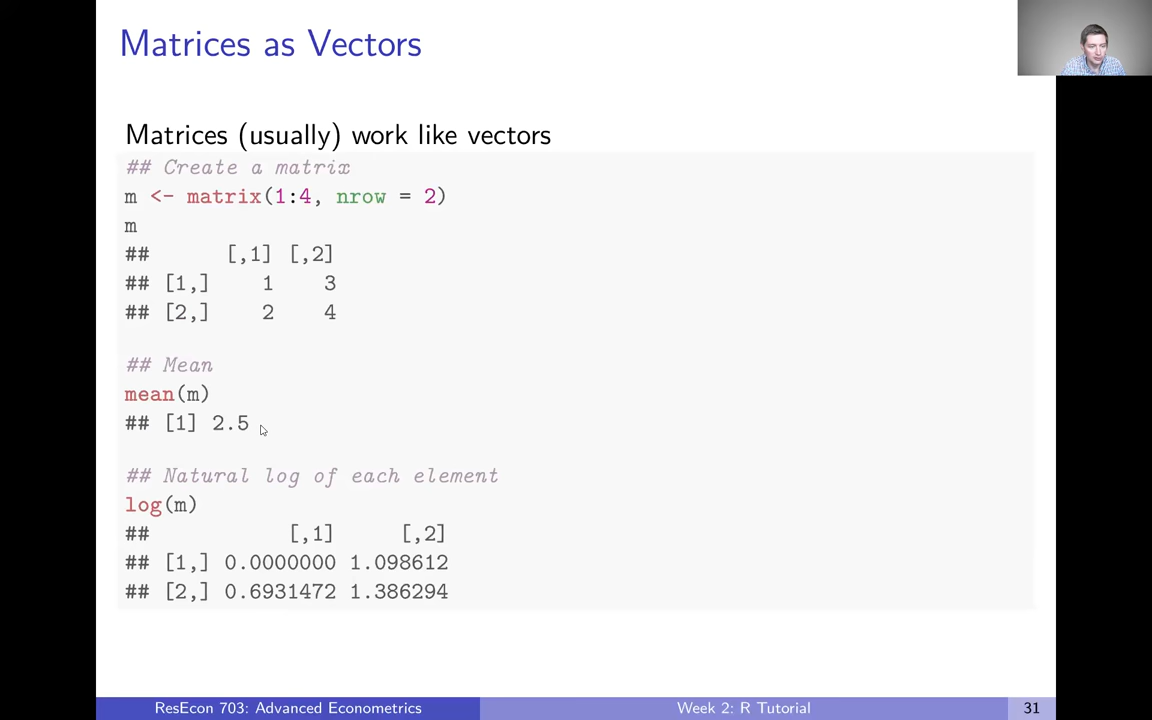 Matrices as Vectors
Matrices (usually) work like vectors
## Create a matrix
m <- matrix(1:4, nrow = 2)
m
## [,1] [,2]
## [1,] 1 3
## [2,] 2 4
## Mean
mean(m)
## [1] 2.5
## Natural log of each element
log(m)
## [,1] [,2]
## [1,] 0.0000000 1.098612
## [2,] 0.6931472 1.386294
ResEcon 703: Advanced Econometrics
Week 2: R Tutorial
31